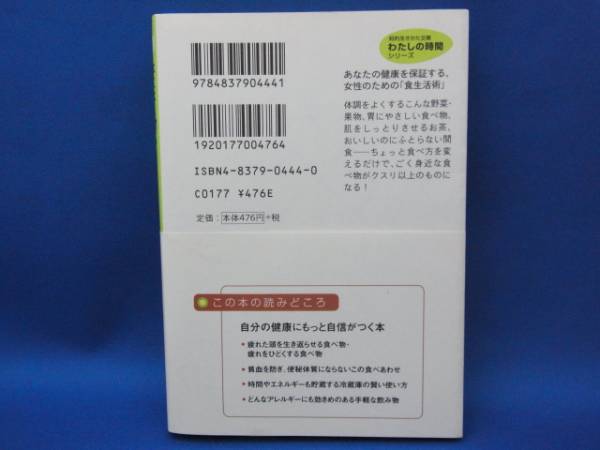 知的生きかた文庫
わたしの時間
シリーズ
9784837904441
1920177004764
ISBN4-8379-0444-0
C0177 ¥476E
定価：本体476円+税
あなたの健康を保証する、
女性のための「食生活術」
体調をよくするこんな野菜・
果物、胃にやさしい食べ物、
肌をしっとりさせるお茶、
おいしいのにふとらない間
食――ちょっと食べ方を変
えるだけで、ごく身近な食
べ物がクスリ以上のものに
なる！
この本の読みどころ
自分の健康にもっと自信がつく本
・疲れた頭を生き返らせる食べ物・
疲れをひどくする食べ物
・貧血を防ぎ、便秘体質にならないこの食べあわせ
・時間やエネルギーも貯蔵する冷蔵庫の賢い使い方
・どんなアレルギーにも効きめのある手軽な飲み物